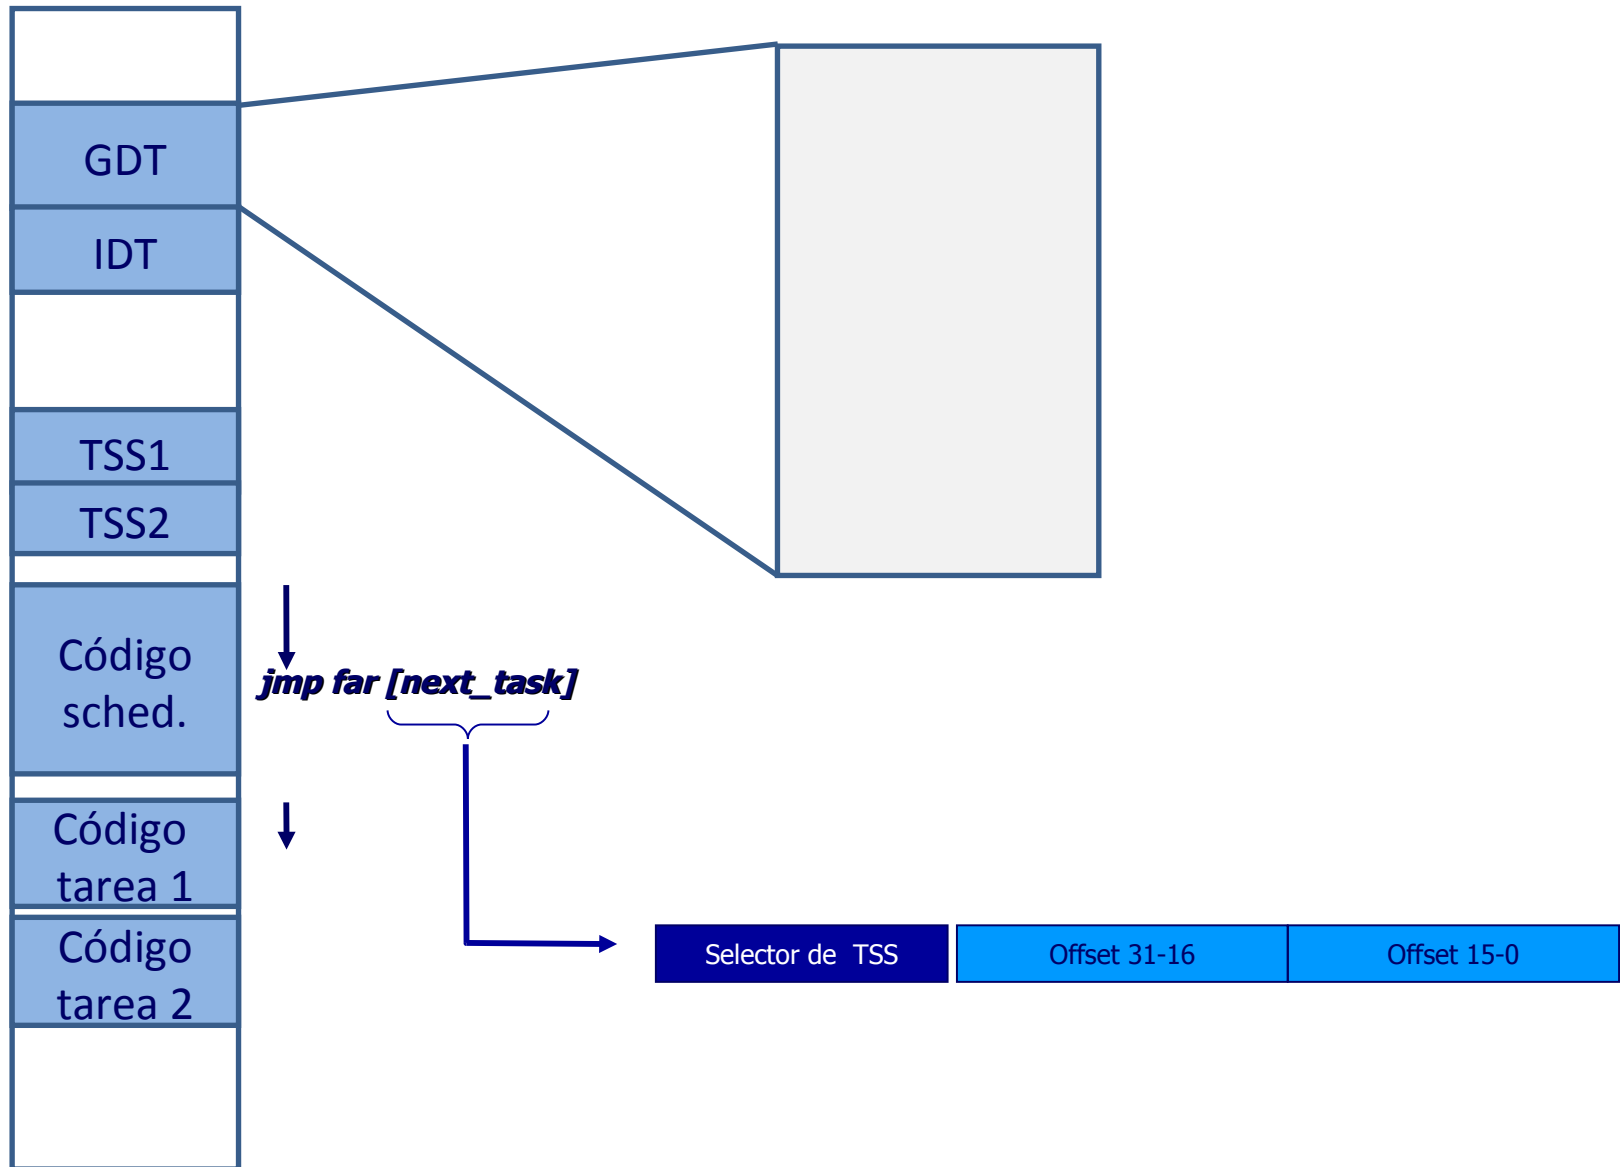 GDT
IDT
TSS1
TSS2
Código
sched.
jmp far [next_task]
Código
tarea 1
Código
tarea 2
Selector de TSS
Offset 31-16
Offset 15-0